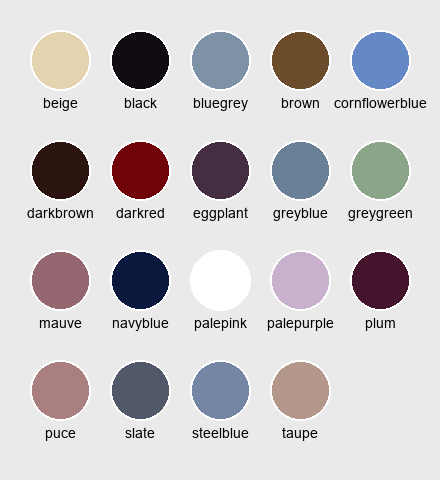 beige black bluegrey brown cornflowerblue
darkbrown darkred eggplant greyblue greygreen
mauve navyblue palepink palepurple plum
puce slate steelblue taupe